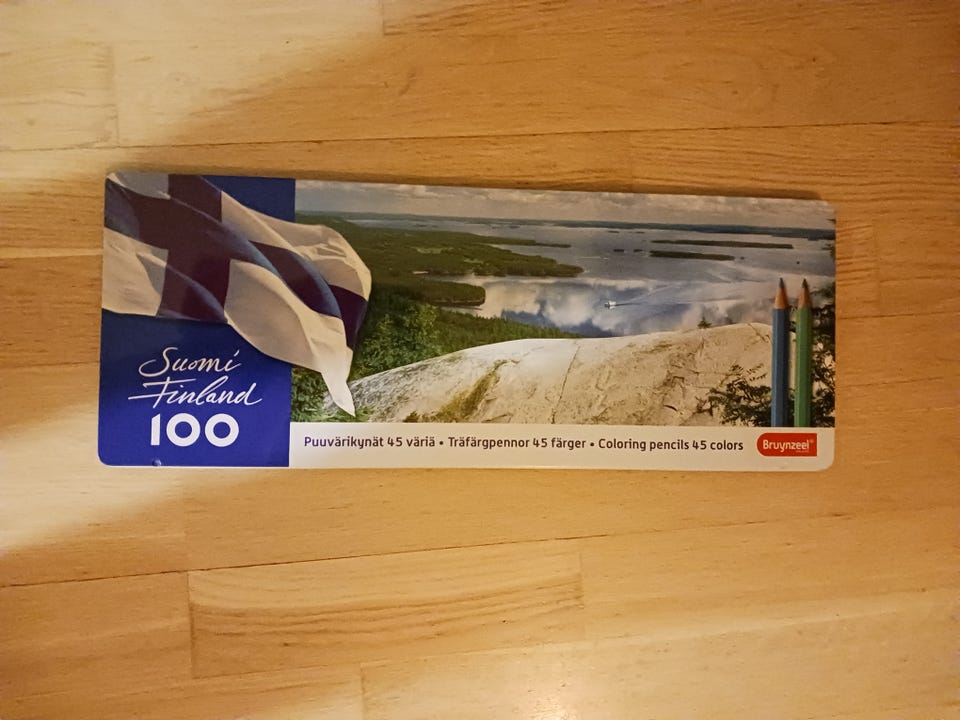 Suomi
Finland
100
Puuvärikynät 45 väriä • Träfärgpennor 45 färger • Coloring pencils 45 colors
Bruynzeel®